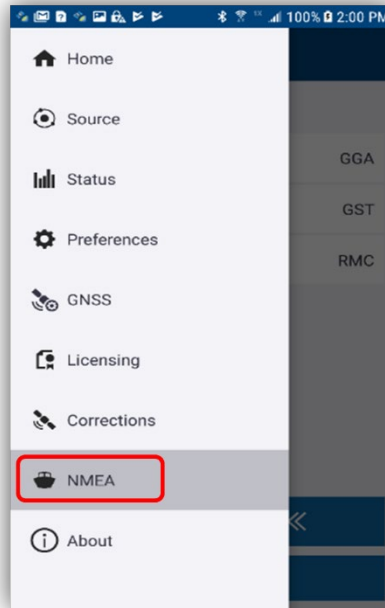 100% 2:00 PM
Home
Source
Status
Preferences
GNSS
Licensing
Corrections
NMEA
About
GGA
GST
RMC